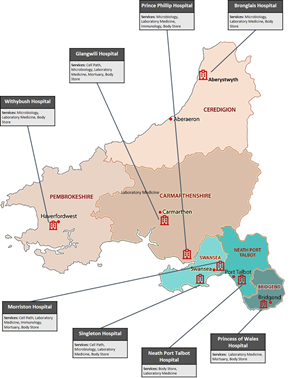 Prince Phillip Hospital
Services: Microbiology,
Laboratory Medicine,
Immunology, Body
Store
Bronglais Hospital
Services: Microbiology,
Laboratory Medicine, Body
Store
Glangwill Hospital
Services: Cell Path,
Microbiology, Laboratory
Medicine, Mortuary, Body
Store
Withybush Hospital
Services: Microbiology,
Laboratory Medicine, Body
Store
Aberystwyth
CEREDIGION
Aberaeron
PEMBROKESHIRE
Laboratory Medicine
CARMARTHENSHIRE
Haverfordwest
Carmarthen
NEATH PORT
TALBOT
SWANSEA
Swansea
Port Talbot
BRIDGEND
Bridgend
Morriston Hospital
Services: Cell Path, Laboratory
Medicine, Immunology,
Mortuary, Body Store
Singleton Hospital
Services: Cell Path,
Microbiology, Laboratory
Medicine, Body Store
Neath Port Talbot
Hospital
Services: Body Store,
Laboratory Medicine
Princess of Wales
Hospital
Services: Laboratory Medicine,
Mortuary, Body Store